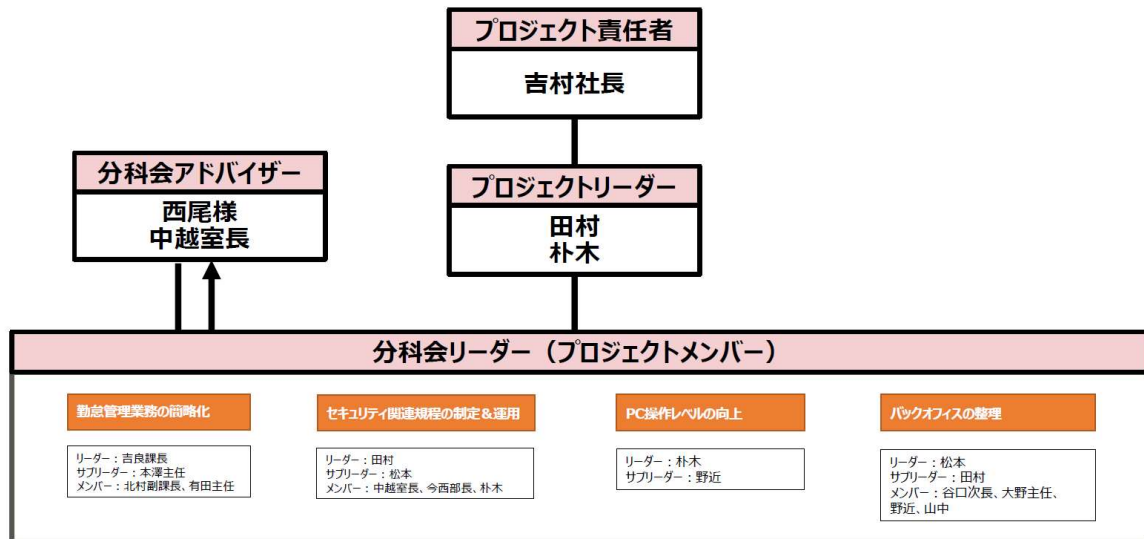 プロジェクト責任者
吉村社長
分科会アドバイザー
西尾様
中越室長
プロジェクトリーダー
田村
朴木
分科会リーダー（プロジェクトメンバー）
勤怠管理業務の簡略化
リーダー：吉良課長
サブリーダー：本澤主任
メンバー：北村副課長、有田主任
セキュリティ関連規程の制定＆運用
リーダー：田村
サブリーダー：松本
メンバー：中越室長、今西部長、朴木
PC操作レベルの向上
リーダー：朴木
サブリーダー：野近
バックオフィスの整理
リーダー：松本
サブリーダー：田村
メンバー：谷口次長、大野主任、
野近、山中